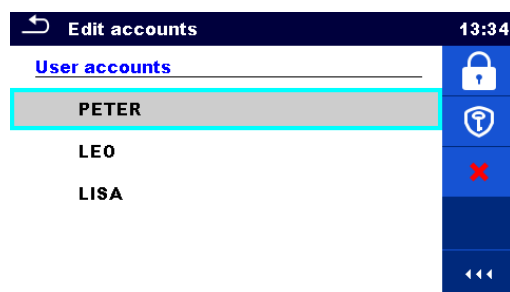 Edit accounts 13:34
User accounts
PETER
LEO
LISA